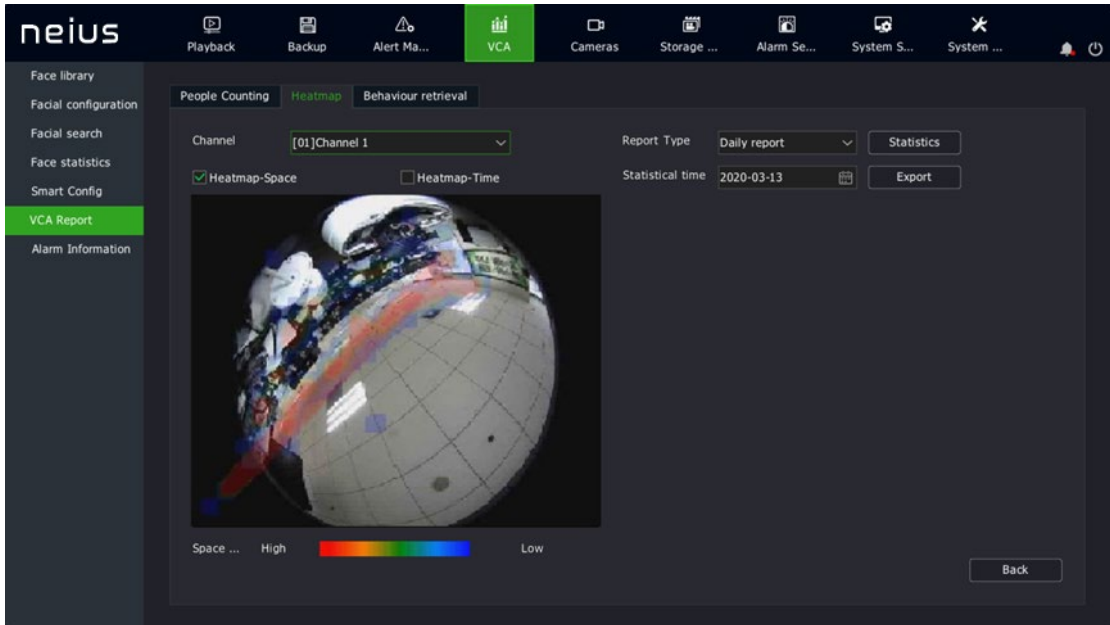 neius
Playback
Backup
Alert Ma...
VCA
Cameras
Storage ...
Alarm Se...
System S...
System ...
Face library
Facial configuration
Facial search
Face statistics
Smart Config
VCA Report
Alarm Information
People Counting
Heatmap
Behaviour retrieval
Channel
[01]Channel 1
Report Type
Daily report
Statistics
Heatmap-Space
Heatmap-Time
Statistical time
2020-03-13
Export
Space ...
High
Low
Back